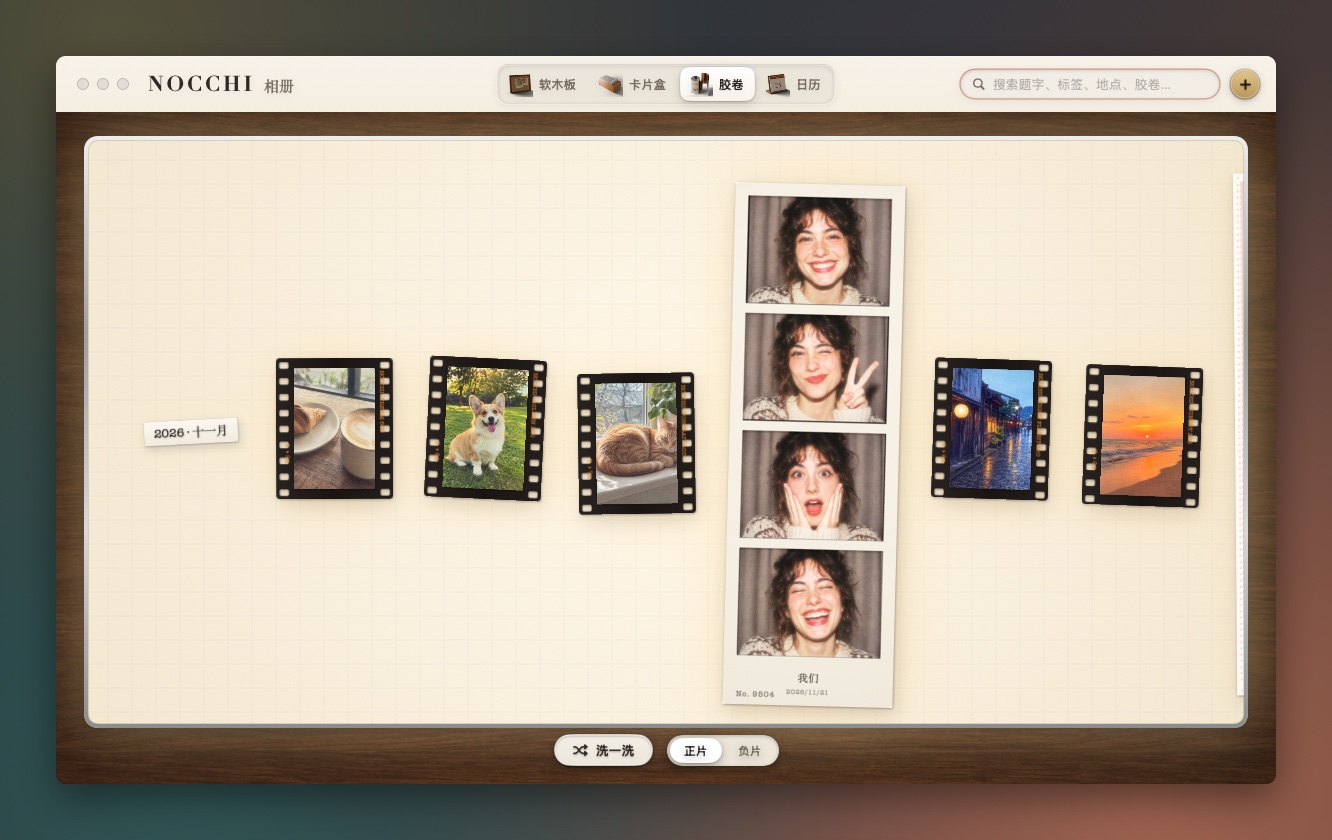 NOCCHI 相册
软木板
卡片盒
胶卷
日历
搜索题字、标签、地点、胶卷...
2026·十一月
我们
No. 9804 2026/11/21
洗一洗
正片
负片